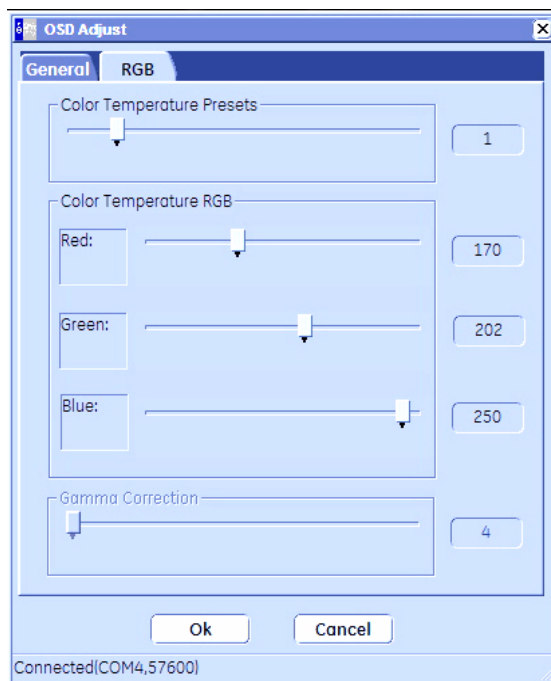 OSD Adjust
General RGB
Color Temperature Presets
1
Color Temperature RGB
Red:
170
Green:
202
Blue:
250
Gamma Correction
4
Ok Cancel
Connected(COM4,57600)